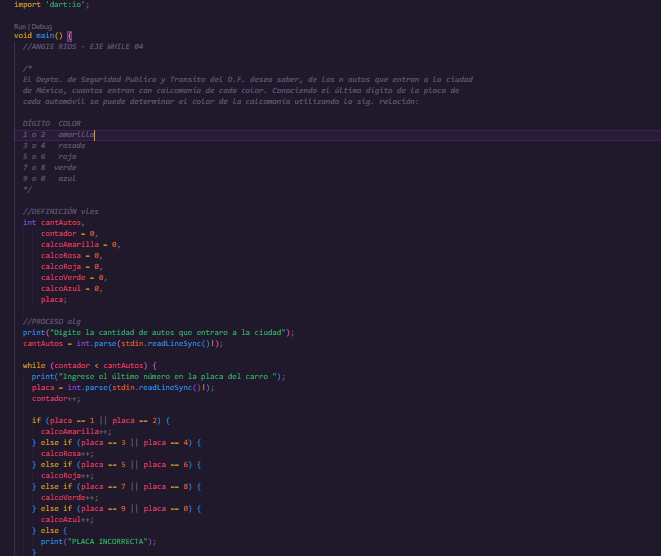 import 'dart:io';
Run | Debug
void main() {
//ANGIE RIOS - EJE WHILE 04
/*
El Depto. de Seguridad Publica y Transito del D.F. desea saber, de los n autos que entran a la ciudad
de México, cuantos entran con calcomanía de cada color. Conociendo el último dígito de la placa de
cada automóvil se puede determinar el color de la calcomanía utilizando la sig. relación:
DÍGITO COLOR
1 o 2 amarilla
3 o 4 rosada
5 o 6 roja
7 o 8 verde
9 o 0 azul
*/
//DEFINICIÓN vles
int cantAutos,
contador = 0,
calcoAmarilla = 0,
calcoRosa = 0,
calcoRoja = 0,
calcoVerde = 0,
calcoAzul = 0,
placa;
//PROCESO alg
print("Digite la cantidad de autos que entraro a la ciudad");
cantAutos = int.parse(stdin.readLineSync()!);
while (contador < cantAutos) {
print("Ingrese el último número en la placa del carro ");
placa = int.parse(stdin.readLineSync()!);
contador++;
if (placa == 1 || placa == 2) {
calcoAmarilla++;
} else if (placa == 3 || placa == 4) {
calcoRosa++;
} else if (placa == 5 || placa == 6) {
calcoRoja++;
} else if (placa == 7 || placa == 8) {
calcoVerde++;
} else if (placa == 9 || placa == 0) {
calcoAzul++;
} else {
print("PLACA INCORRECTA");
}